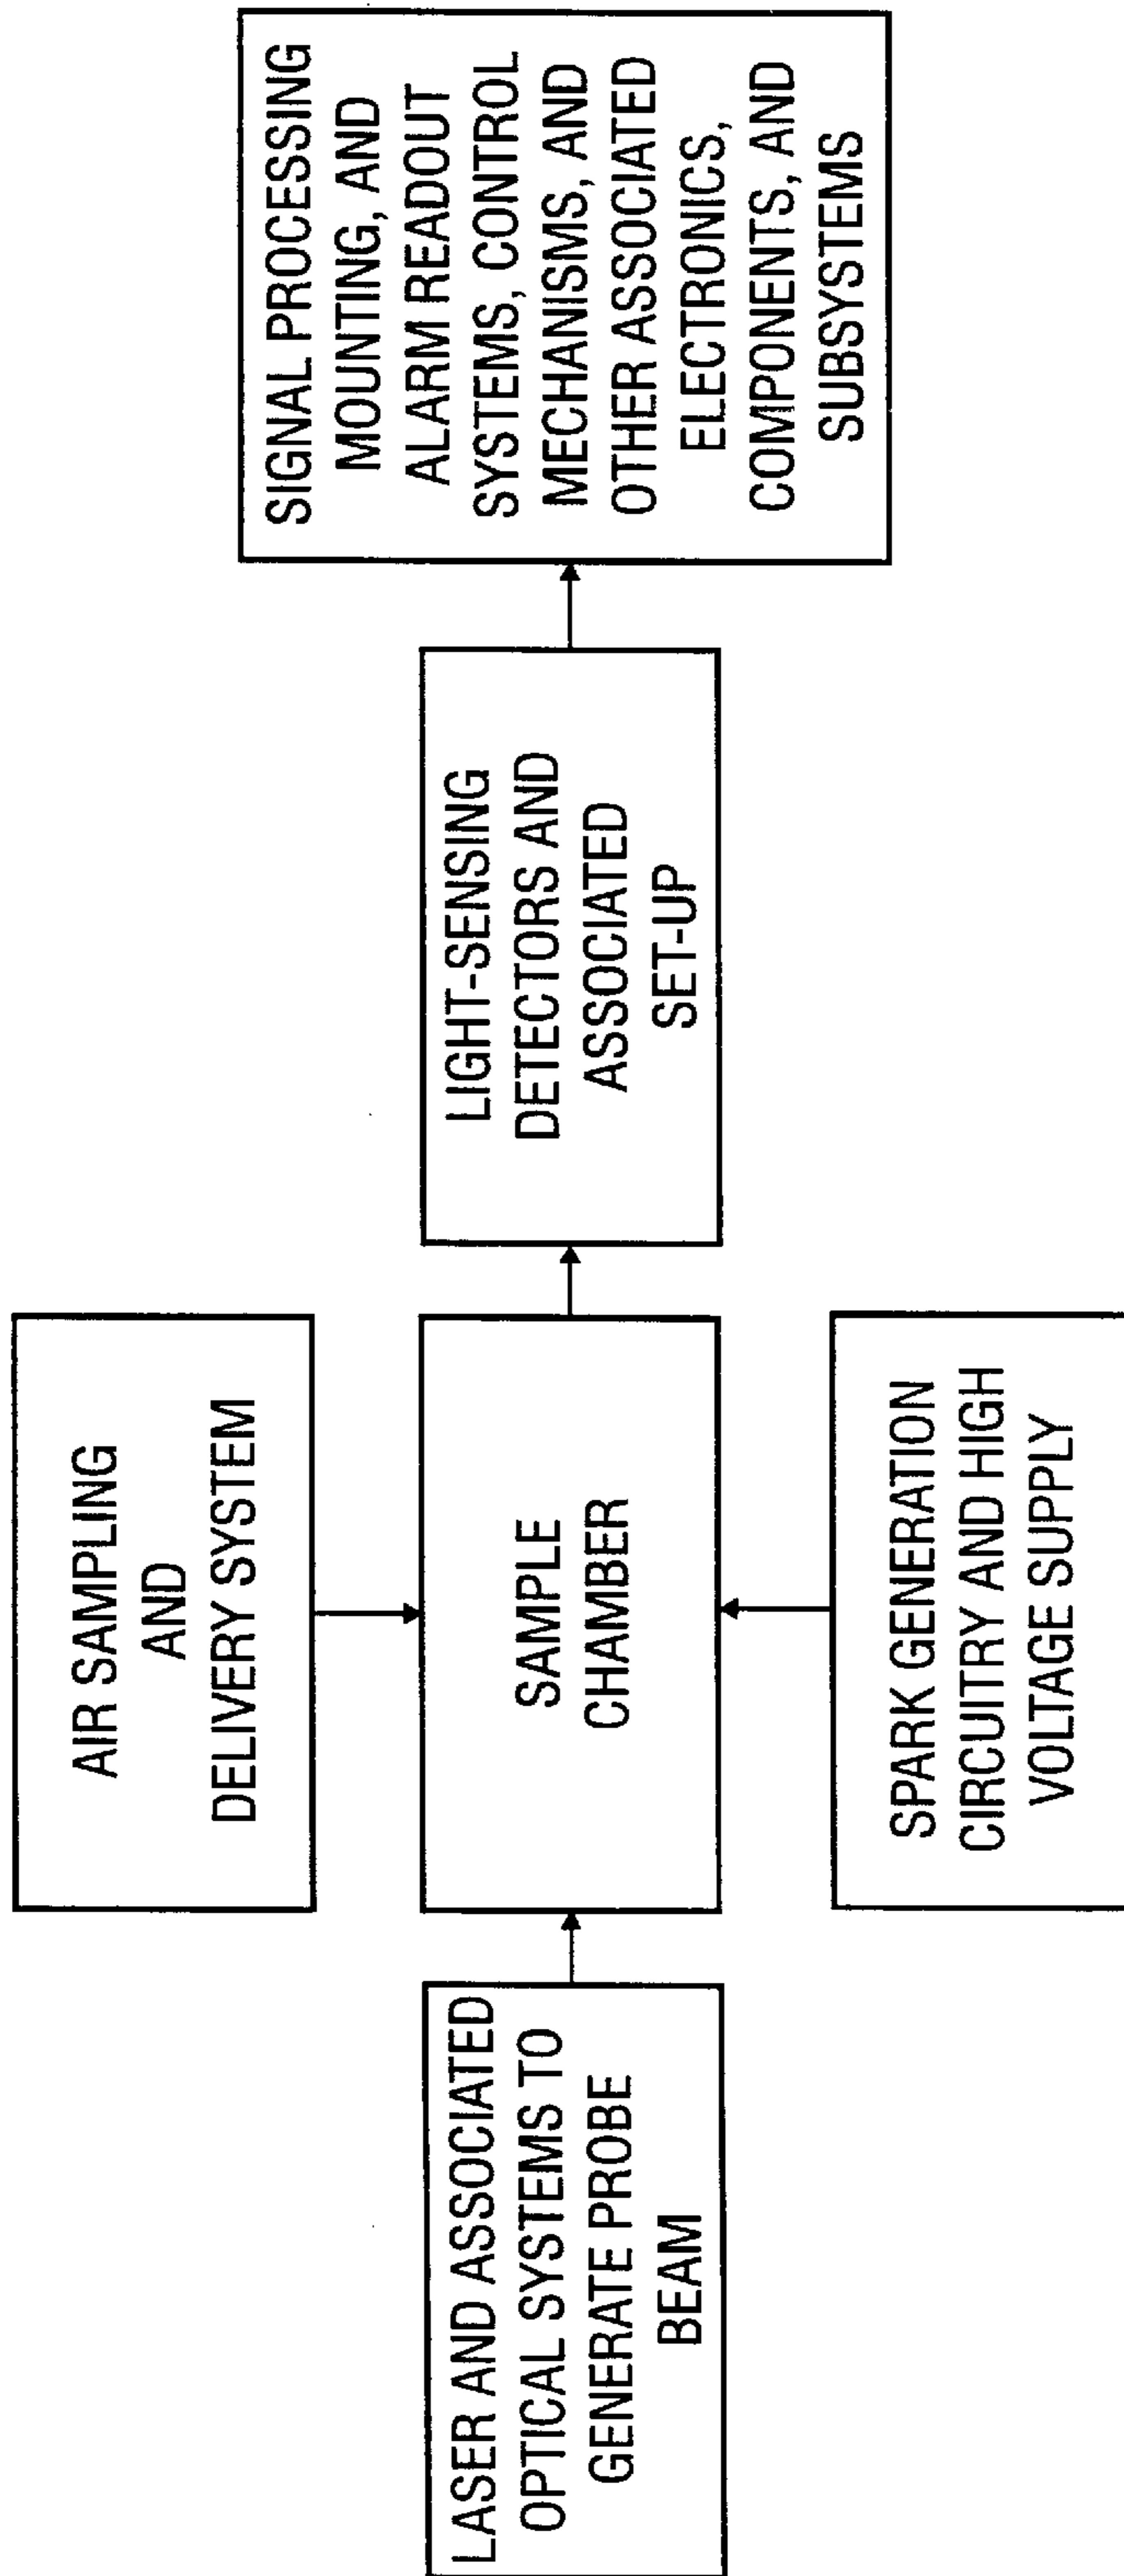 AIR SAMPLING
AND
DELIVERY SYSTEM
LASER AND ASSOCIATED
OPTICAL SYSTEMS TO
GENERATE PROBE
BEAM
SAMPLE
CHAMBER
LIGHT-SENSING
DETECTORS AND
ASSOCIATED
SET-UP
SIGNAL PROCESSING
MOUNTING, AND
ALARM READOUT
SYSTEMS, CONTROL
MECHANISMS, AND
OTHER ASSOCIATED
ELECTRONICS,
COMPONENTS, AND
SUBSYSTEMS
SPARK GENERATION
CIRCUITRY AND HIGH
VOLTAGE SUPPLY